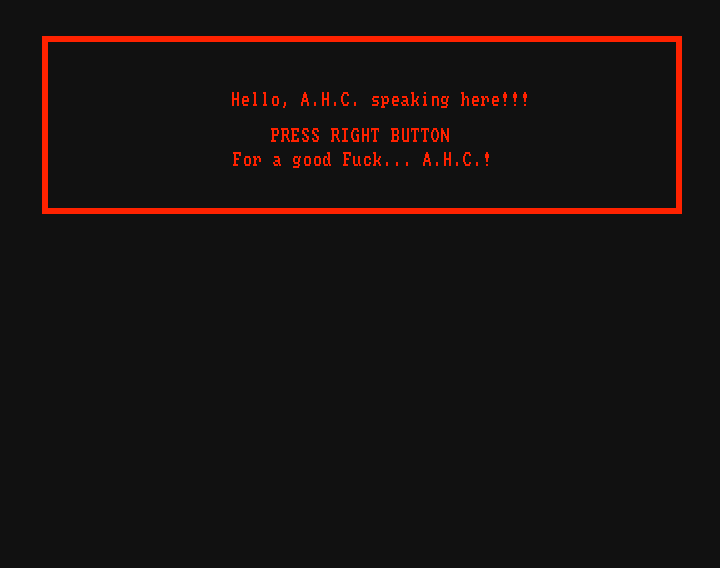 Hello, A.H.C. speaking here!!!
PRESS RIGHT BUTTON
For a good Fuck... A.H.C.!